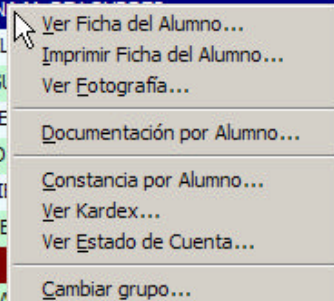 Ver Ficha del Alumno...
Imprimir Ficha del Alumno...
Ver Fotografía...
Documentación por Alumno...
Constancia por Alumno...
Ver Kardex...
Ver Estado de Cuenta...
Cambiar grupo...